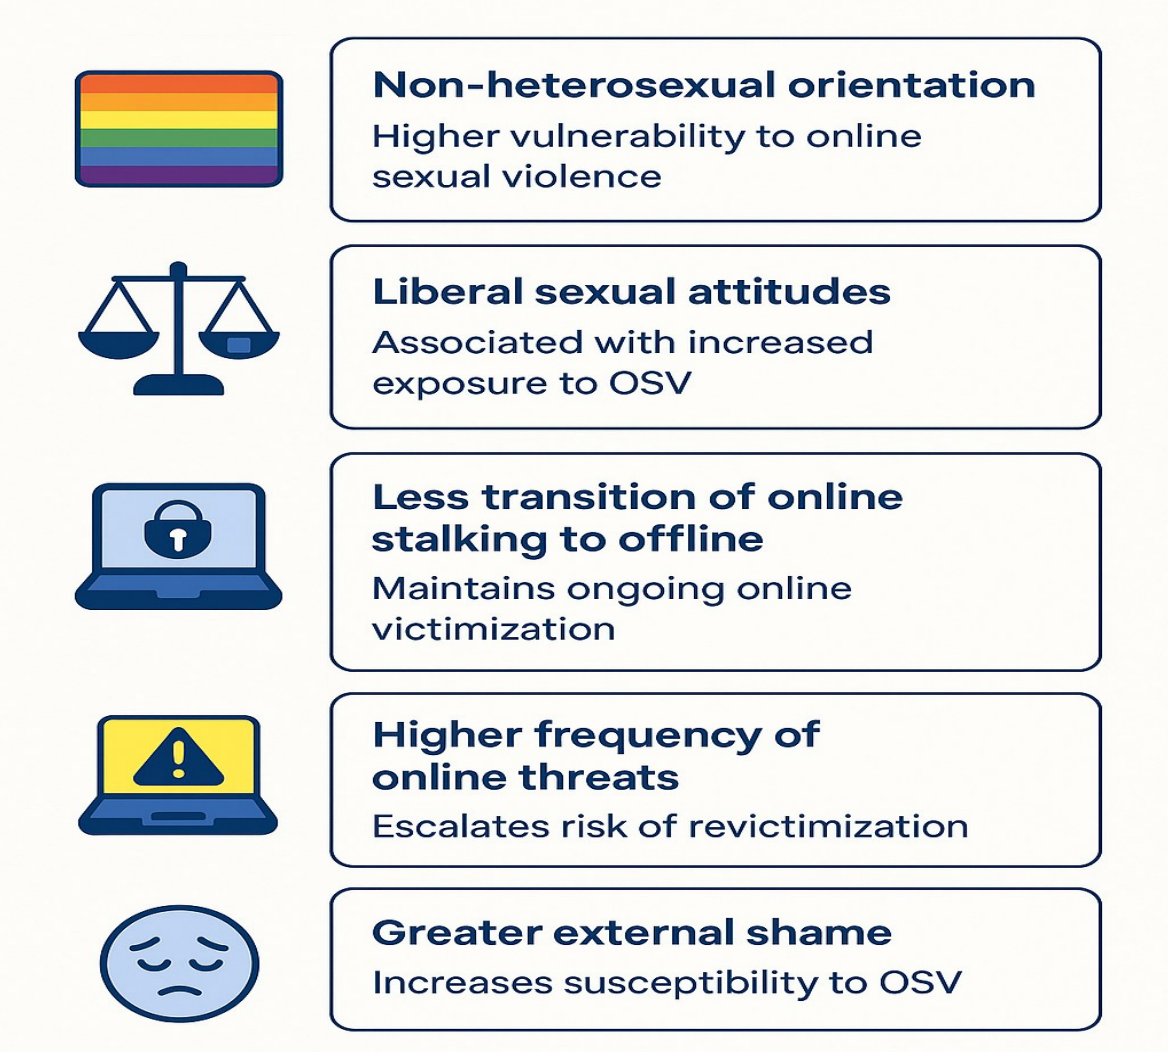 Non-heterosexual orientation
Higher vulnerability to online
sexual violence
Liberal sexual attitudes
Associated with increased
exposure to OSV
Less transition of online
stalking to offline
Maintains ongoing online
victimization
Higher frequency of
online threats
Escalates risk of revictimization
Greater external shame
Increases susceptibility to OSV